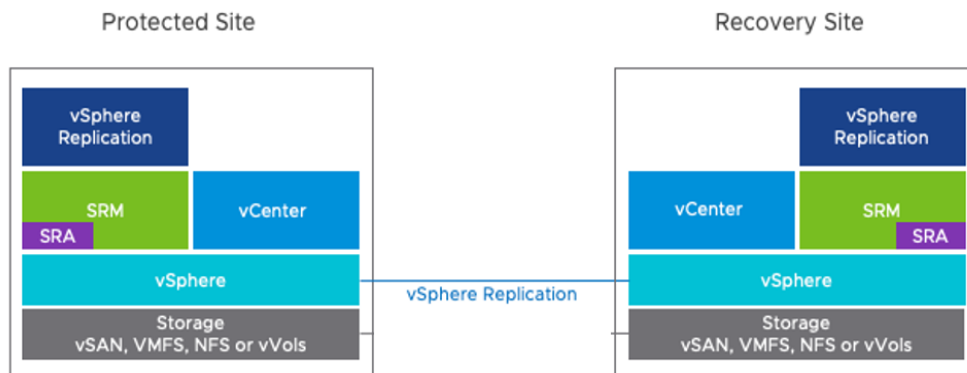 Protected Site
Recovery Site
vSphere
Replication
SRM
SRA
vCenter
vSphere
Storage
vSAN, VMFS, NFS or vVols
vSphere Replication
vSphere
Replication
vCenter
SRM
SRA
vSphere
Storage
vSAN, VMFS, NFS or vVols